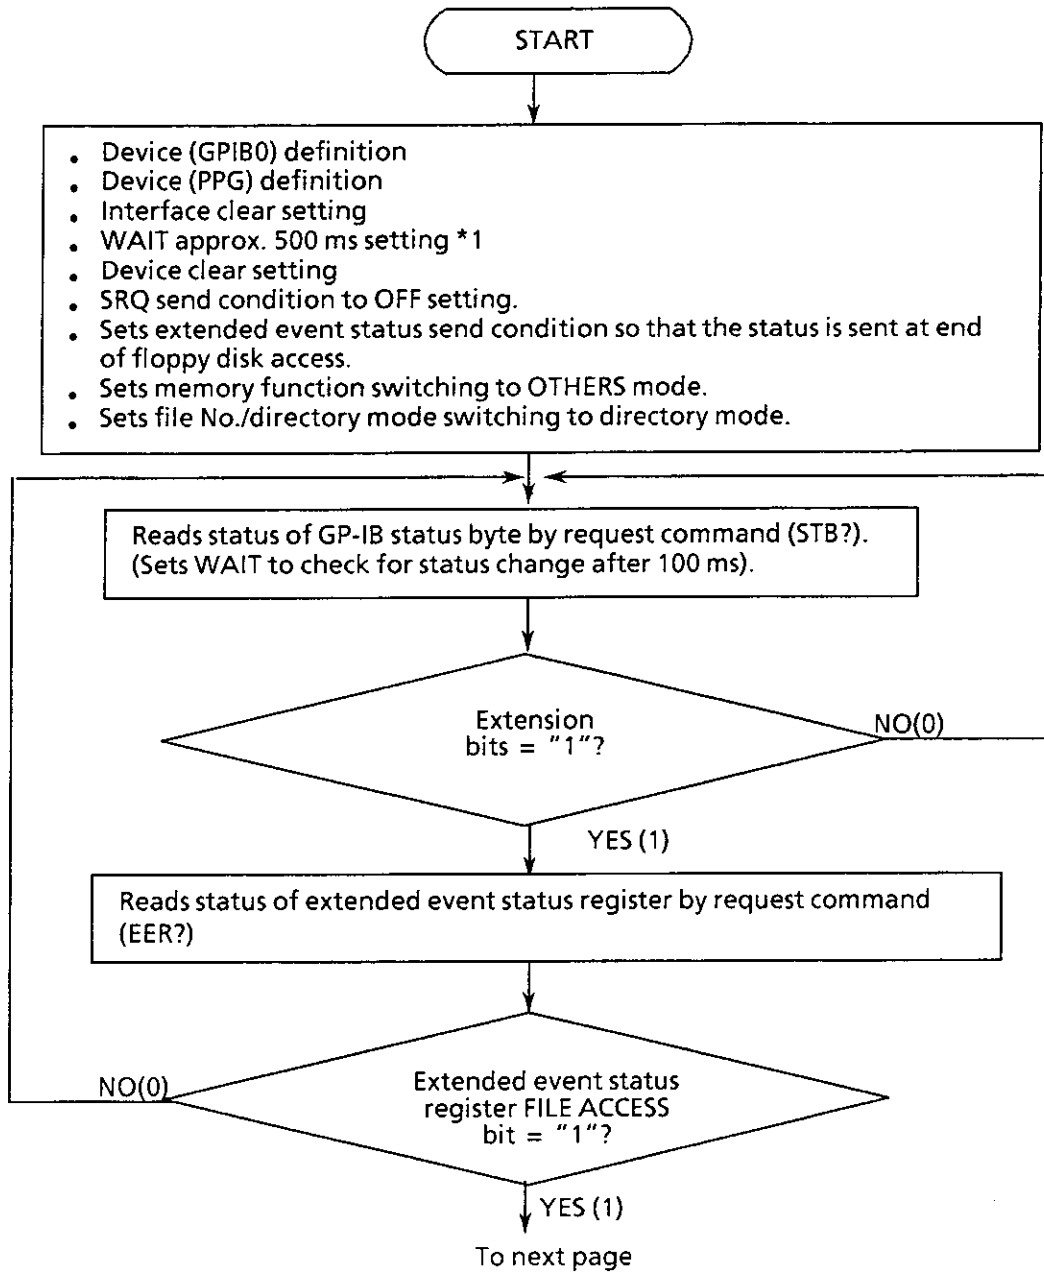 START
• Device (GPIB0) definition
• Device (PPG) definition
• Interface clear setting
• WAIT approx. 500 ms setting *1
• Device clear setting
• SRQ send condition to OFF setting.
• Sets extended event status send condition so that the status is sent at end
of floppy disk access.
• Sets memory function switching to OTHERS mode.
• Sets file No./directory mode switching to directory mode.
Reads status of GP-IB status byte by request command (STB?).
(Sets WAIT to check for status change after 100 ms).
Extension
bits = "1"?
NO(0)
YES (1)
Reads status of extended event status register by request command
(EER?)
NO(0)
Extended event status
register FILE ACCESS
bit = "1"?
YES (1)
To next page